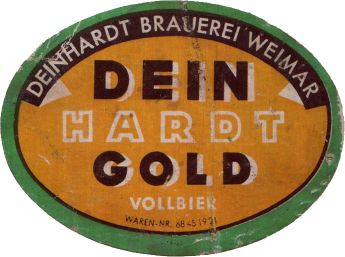 DEINHARDT BRAUEREI WEIMAR
DEIN
HARDT
GOLD
VOLLBIER
WAREN-NR. 68 45 19 21